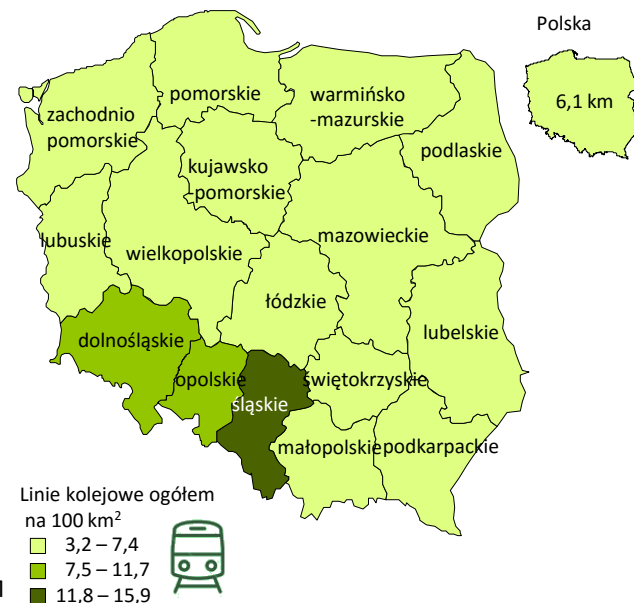 Polska
6,1 km
pomorskie
warmińsko
-mazurskie
zachodnio
pomorskie
podlaskie
kujawsko
-pomorskie
lubuskie
wielkopolskie
mazowieckie
łódzkie
lubelskie
dolnośląskie
opolskie
śląskie
świętokrzyskie
małopolskie
podkarpackie
Linie kolejowe ogółem
na 100 km²
3,2 – 7,4
7,5 – 11,7
11,8 – 15,9